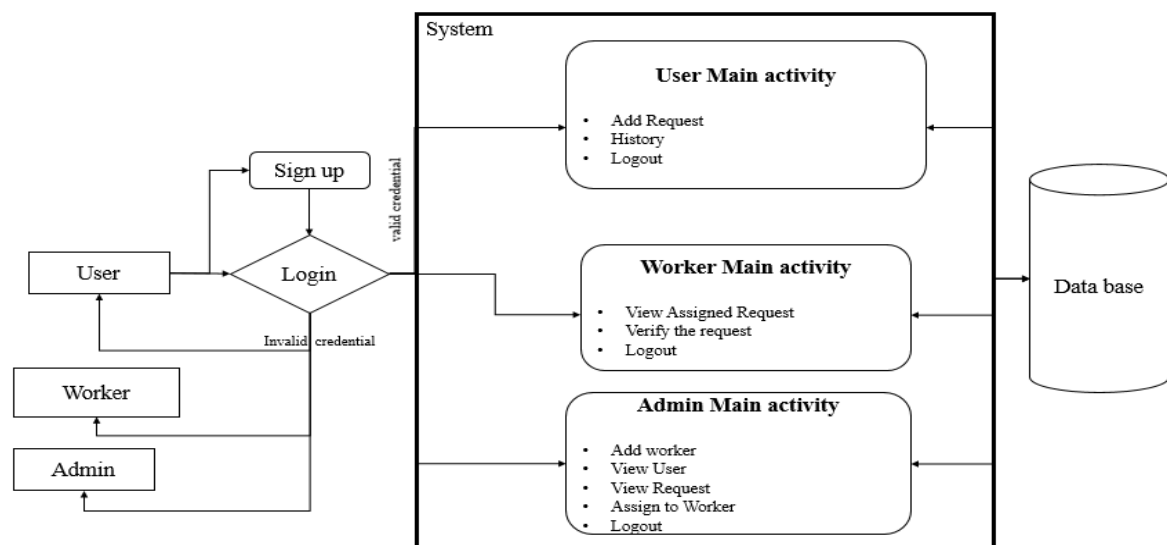 System
User Main activity
• Add Request
• History
• Logout
Sign up
valid credential
User
Login
Worker Main activity
• View Assigned Request
• Verify the request
• Logout
Data base
Invalid credential
Worker
Admin
Admin Main activity
• Add worker
• View User
• View Request
• Assign to Worker
• Logout